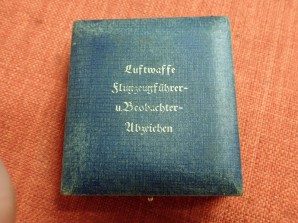 Luftwaffe
Flugzeugführer-
u. Beobachter-
Abzeichen